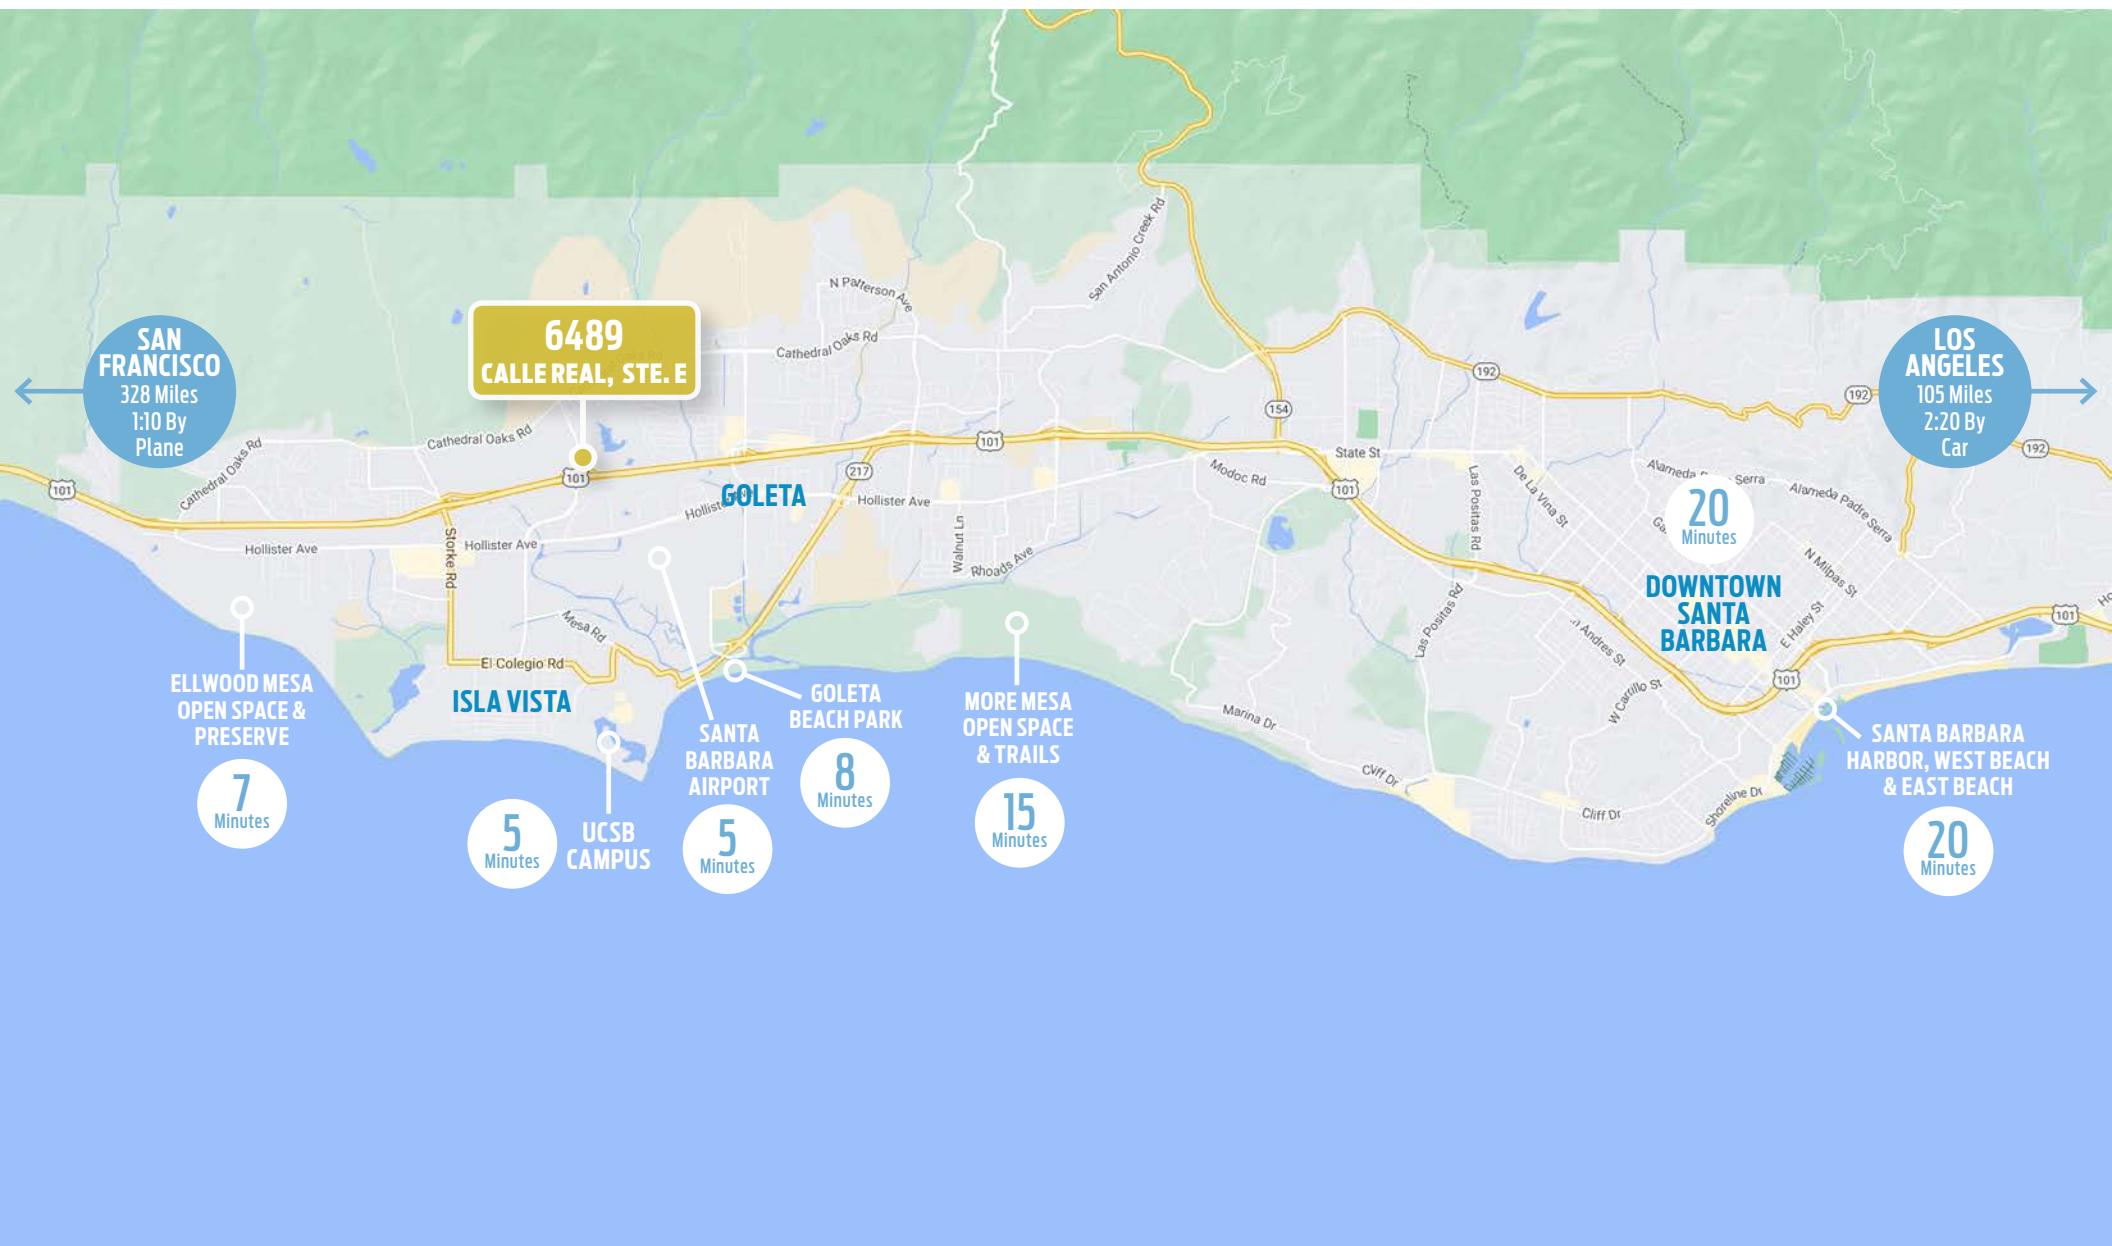 N Patterson Ave
San Antonio Creek Rd
SAN
FRANCISCO
328 Miles
1:10 By
Plane
6489
CALLE REAL, STE. E
Cathedral Oaks Rd
LOS
ANGELES
105 Miles
2:20 By
Car
192
192
192
154
Cathedral Oaks Rd
Cathedral Oaks Rd
101
101
101
217
State St
Modoc Rd
101
Las Positas Rd
De La Vina St
Alameda
Serra
Alameda Padre Serra
GOLETA
Hollister Ave
Hollister Ave
Hollister Ave
Storke Rd
Walnut Ln
Rhoads Ave
20
Minutes
DOWNTOWN
SANTA
BARBARA
N Milpas St
E Haley St
101
101
Mesa Rd
El Colegio Rd
ISLA VISTA
Las Positas Rd
Andres St
W Carrillo St
Marina Dr
Cliff Dr
Cliff Dr
Shoreline Dr
ELLWOOD MESA
OPEN SPACE &
PRESERVE
7
Minutes
5
Minutes
UCSB
CAMPUS
SANTA
BARBARA
AIRPORT
5
Minutes
GOLETA
BEACH PARK
8
Minutes
MORE MESA
OPEN SPACE
& TRAILS
15
Minutes
SANTA BARBARA
HARBOR, WEST BEACH
& EAST BEACH
20
Minutes